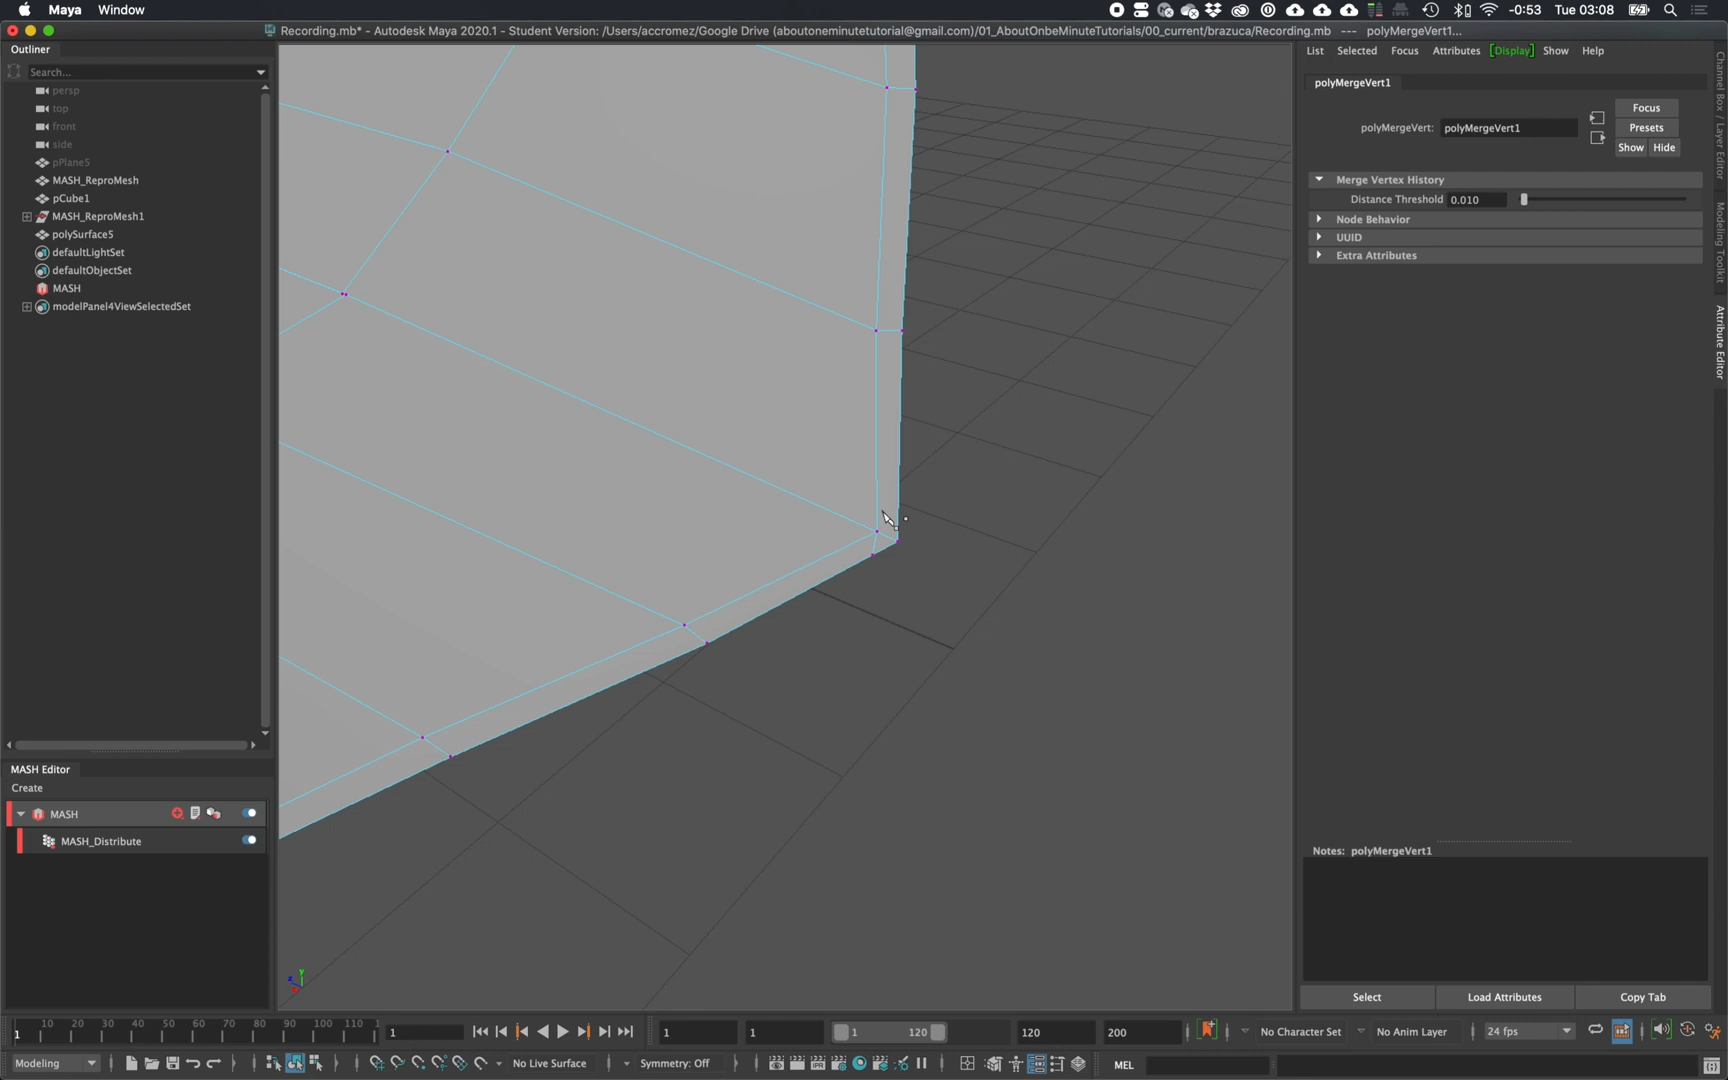 Maya Window -0:53 Tue 03:08
Recording.mb* - Autodesk Maya 2020.1 - Student Version: /Users/accromez/Google Drive (aboutoneminutetutorial@gmail.com)/01_AboutOnbeMinuteTutorials/00_current/brazuca/Recording.mb --- polyMergeVert1...
Outliner
Search...
persp
top
front
side
pPlane5
MASH_ReproMesh
pCube1
MASH_ReproMesh1
polySurface5
defaultLightSet
defaultObjectSet
MASH
modelPanel4ViewSelectedSet
MASH Editor
Create
MASH
MASH_Distribute
y
z
List Selected Focus Attributes [Display] Show Help
polyMergeVert1
polyMergeVert: polyMergeVert1
Focus
Presets
Show Hide
Merge Vertex History
Distance Threshold 0.010
Node Behavior
UUID
Extra Attributes
Notes: polyMergeVert1
Select Load Attributes Copy Tab
Channel Box / Layer Editor
Modeling Toolkit
Attribute Editor
1 10 20 30 40 50 60 70 80 90 100 110 1 1 1 1 1 120 120 200 No Character Set No Anim Layer 24 fps
Modeling No Live Surface Symmetry: Off IPR MEL